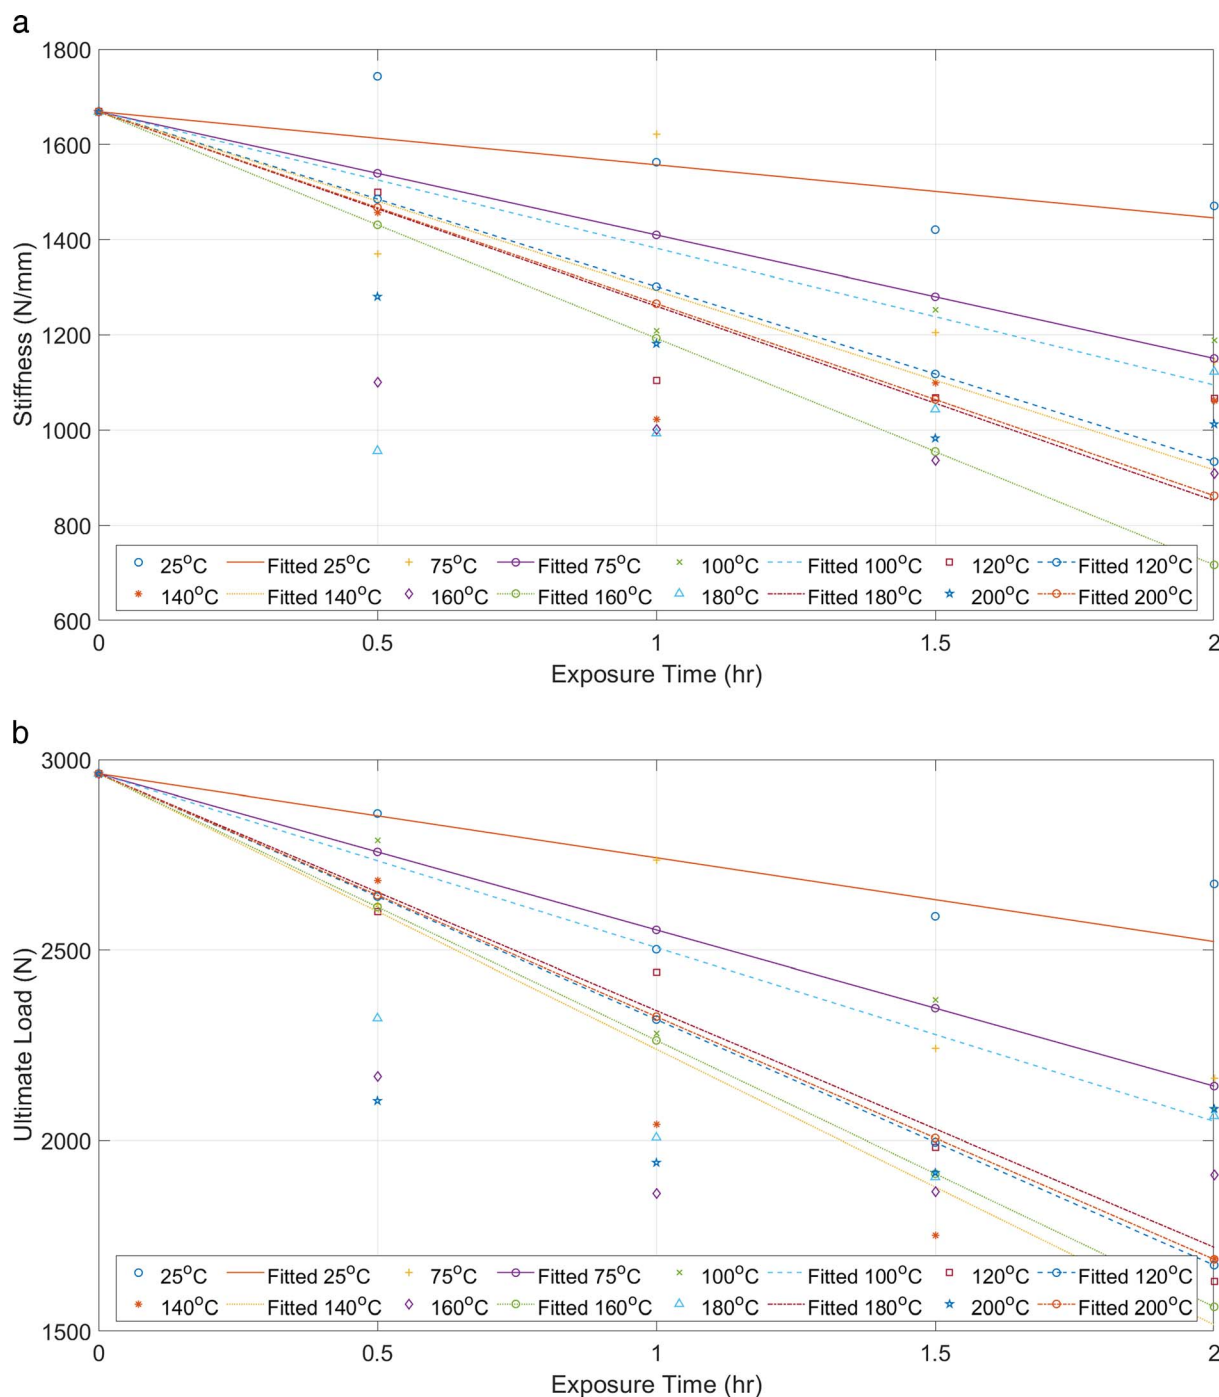 a
1800
1600
1400
1200
1000
800
600
Stiffness (N/mm)
25°C Fitted 25°C 75°C Fitted 75°C 100°C Fitted 100°C 120°C Fitted 120°C
140°C Fitted 140°C 160°C Fitted 160°C 180°C Fitted 180°C 200°C Fitted 200°C
0 0.5 1 1.5 2
Exposure Time (hr)
b
3000
2500
2000
1500
Ultimate Load (N)
25°C Fitted 25°C 75°C Fitted 75°C 100°C Fitted 100°C 120°C Fitted 120°C
140°C Fitted 140°C 160°C Fitted 160°C 180°C Fitted 180°C 200°C Fitted 200°C
0 0.5 1 1.5 2
Exposure Time (hr)